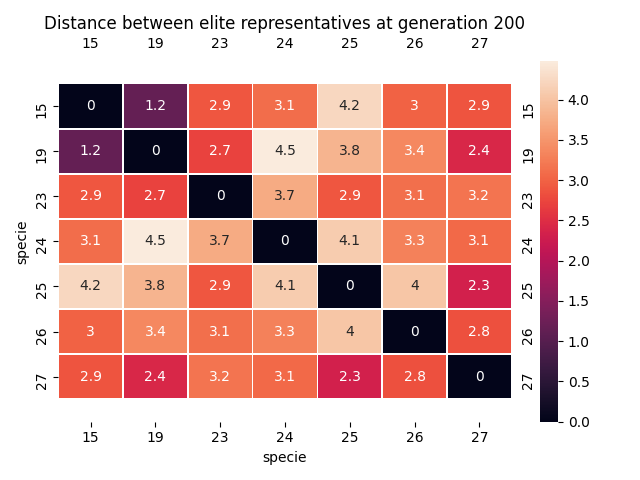 Distance between elite representatives at generation 200
15 19 23 24 25 26 27
15 0 1.2 2.9 3.1 4.2 3 2.9 15
19 1.2 0 2.7 4.5 3.8 3.4 2.4 19
23 2.9 2.7 0 3.7 2.9 3.1 3.2 23
24 3.1 4.5 3.7 0 4.1 3.3 3.1 24
25 4.2 3.8 2.9 4.1 0 4 2.3 25
26 3 3.4 3.1 3.3 4 0 2.8 26
27 2.9 2.4 3.2 3.1 2.3 2.8 0 27
15 19 23 24 25 26 27
specie
specie
4.0
3.5
3.0
2.5
2.0
1.5
1.0
0.5
0.0